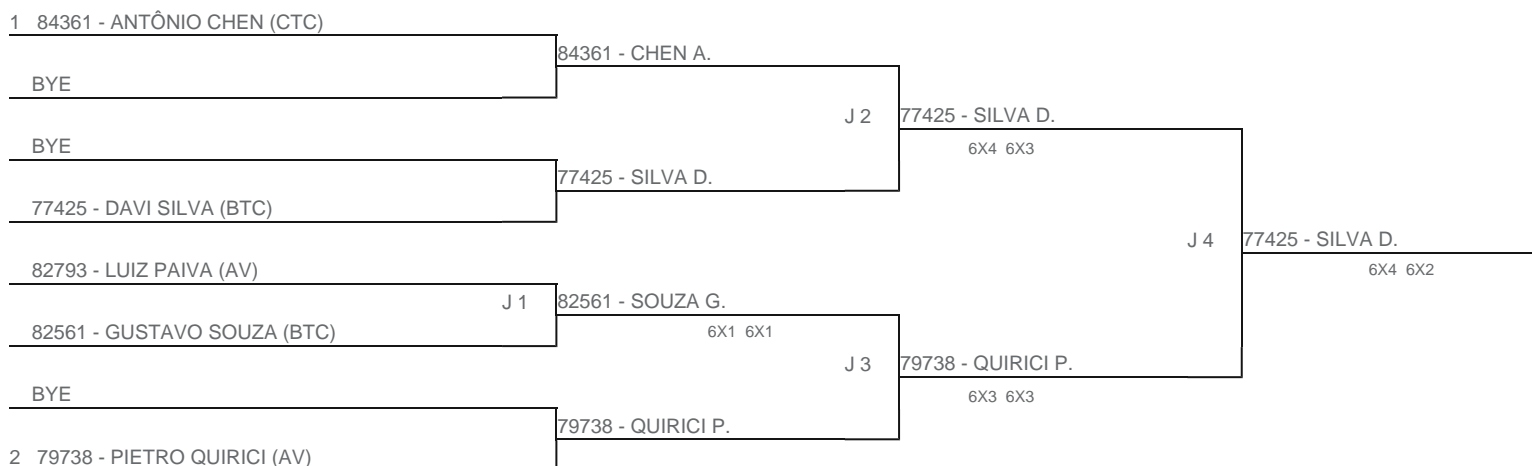 1 84361 - ANTÔNIO CHEN (CTC)
84361 - CHEN A.
BYE
J 2 77425 - SILVA D.
6X4 6X3
BYE
77425 - SILVA D.
77425 - DAVI SILVA (BTC)
J 4 77425 - SILVA D.
6X4 6X2
82793 - LUIZ PAIVA (AV)
J 1 82561 - SOUZA G.
6X1 6X1
82561 - GUSTAVO SOUZA (BTC)
J 3 79738 - QUIRICI P.
6X3 6X3
BYE
79738 - QUIRICI P.
2 79738 - PIETRO QUIRICI (AV)